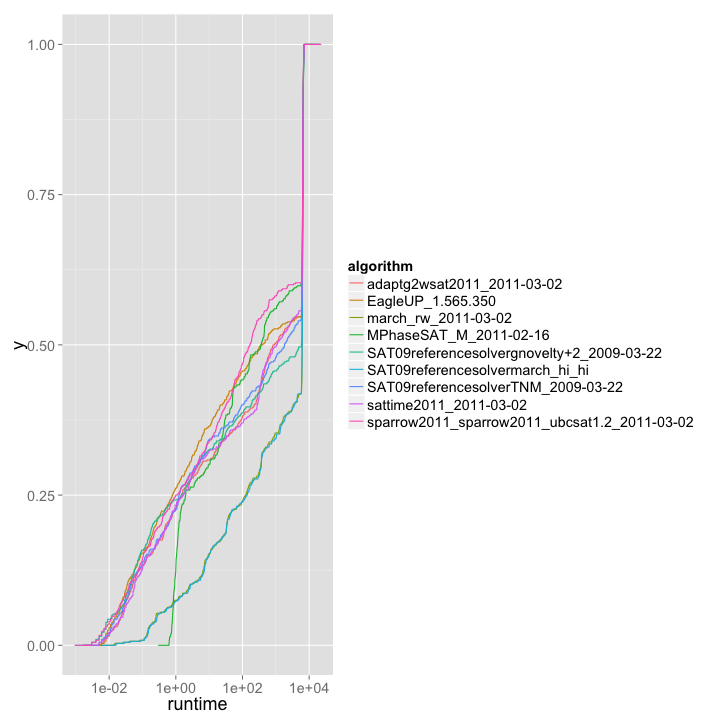 1.00
0.75
0.50
0.25
0.00
y
1e-02
1e+00
1e+02
1e+04
runtime
algorithm
adaptg2wsat2011_2011-03-02
EagleUP_1.565.350
march_rw_2011-03-02
MPhaseSAT_M_2011-02-16
SAT09referencesolvergnovelty+2_2009-03-22
SAT09referencesolvermarch_hi_hi
SAT09referencesolverTNM_2009-03-22
sattime2011_2011-03-02
sparrow2011_sparrow2011_ubcsat1.2_2011-03-02